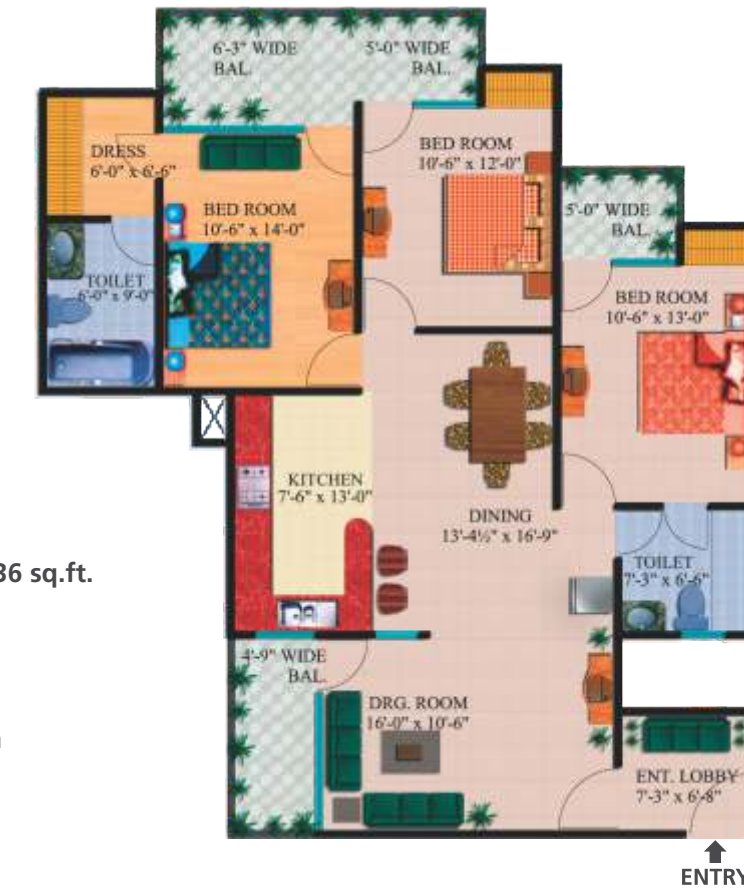 6'-3" WIDE
BAL.
5'-0" WIDE
BAL.
DRESS
6'-0" x 6'-6"
BED ROOM
10'-6" x 12'-0"
BED ROOM
10'-6" x 14'-0"
5'-0" WIDE
BAL.
TOILET
6'-0" x 9'-0"
BED ROOM
10'-6" x 13'-0"
KITCHEN
7'-6" x 13'-0"
DINING
13'-4½" x 16'-9"
36 sq.ft.
TOILET
7'-3" x 6'-6"
4'-9" WIDE
BAL.
DRG. ROOM
16'-0" x 10'-6"
ENT. LOBBY
7'-3" x 6'-8"
ENTRY